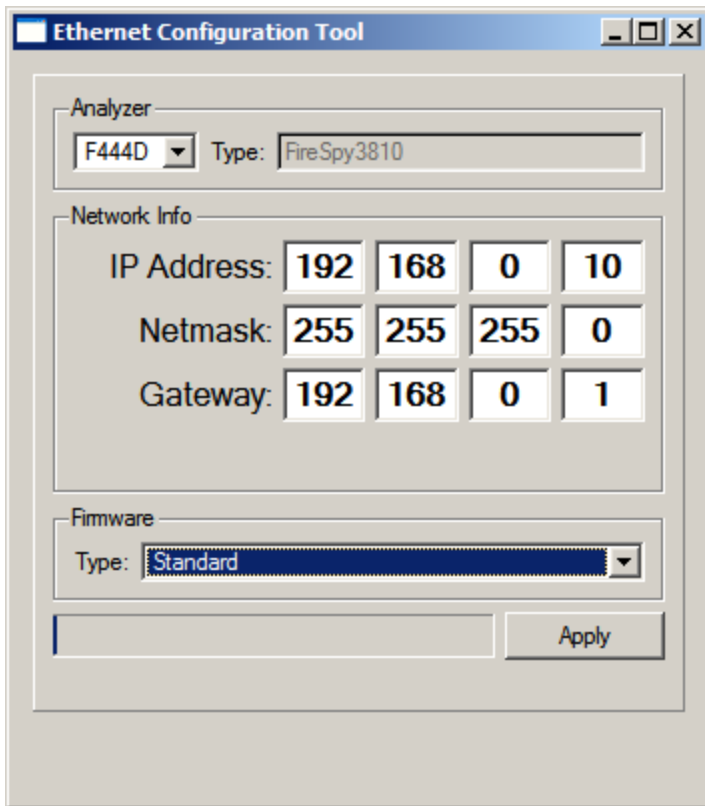 Ethernet Configuration Tool
Analyzer
F444D Type: FireSpy3810
Network Info
IP Address: 192 168 0 10
Netmask: 255 255 255 0
Gateway: 192 168 0 1
Firmware
Type: Standard
Apply